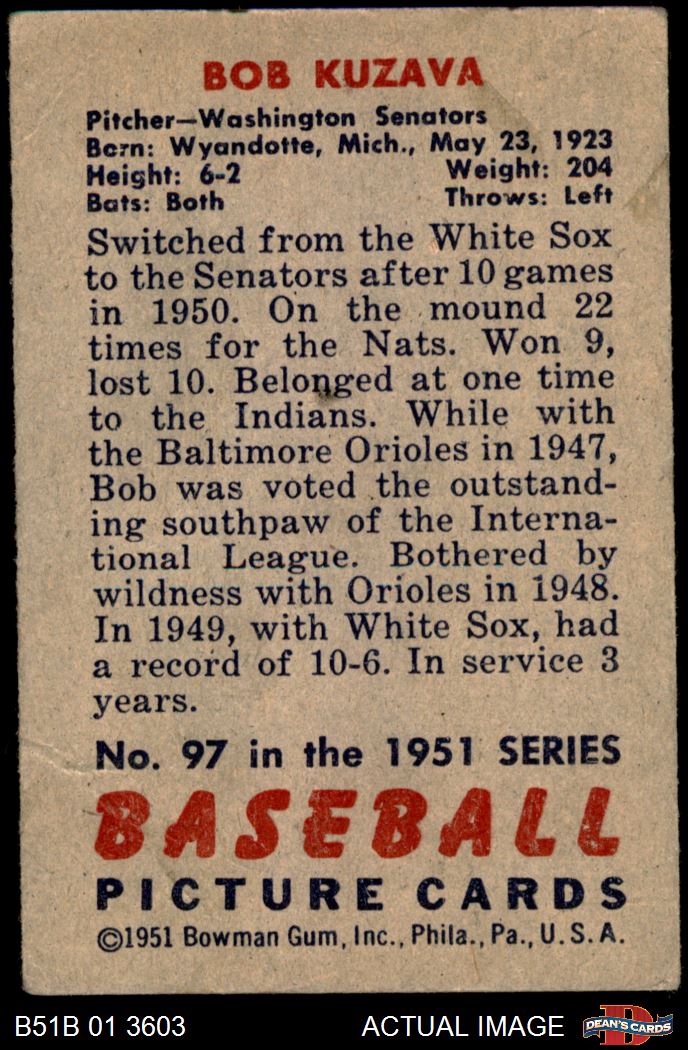 BOB KUZAVA
Pitcher—Washington Senators
Born: Wyandotte, Mich., May 23, 1923
Height: 6-2 Weight: 204
Bats: Both Throws: Left
Switched from the White Sox
to the Senators after 10 games
in 1950. On the mound 22
times for the Nats. Won 9,
lost 10. Belonged at one time
to the Indians. While with
the Baltimore Orioles in 1947,
Bob was voted the outstand-
ing southpaw of the Interna-
tional League. Bothered by
wildness with Orioles in 1948.
In 1949, with White Sox, had
a record of 10-6. In service 3
years.
No. 97 in the 1951 SERIES
BASEBALL
PICTURE CARDS
©1951 Bowman Gum, Inc., Phila., Pa., U.S.A.
B51B 01 3603 ACTUAL IMAGE D DEAN'S CARDS